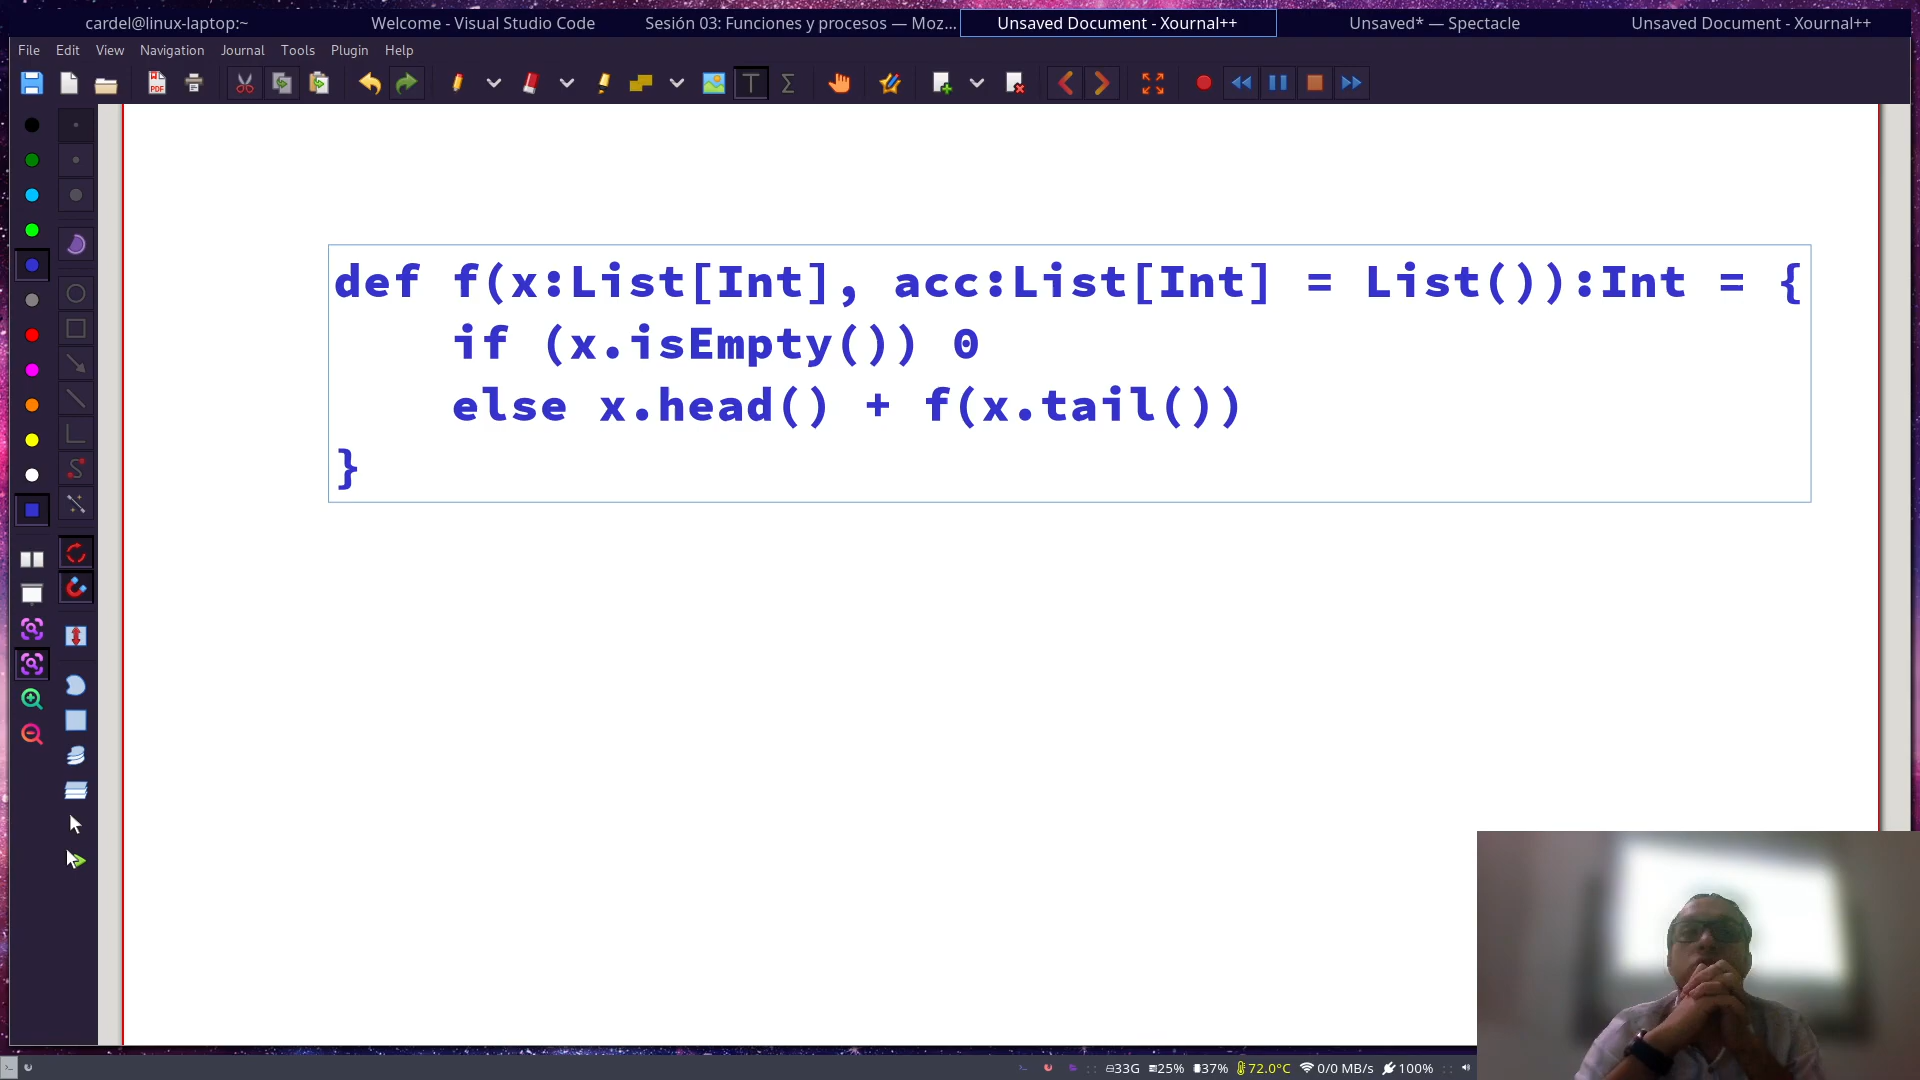 cardel@linux-laptop:~ Welcome - Visual Studio Code Sesión 03: Funciones y procesos — Moz... Unsaved Document - Xournal++ Unsaved* — Spectacle Unsaved Document - Xournal++
File Edit View Navigation Journal Tools Plugin Help
def f(x:List[Int], acc:List[Int] = List()):Int = {
    if (x.isEmpty()) 0
    else x.head() + f(x.tail())
}
33G 25% 37% 72.0°C 0/0 MB/s 100%